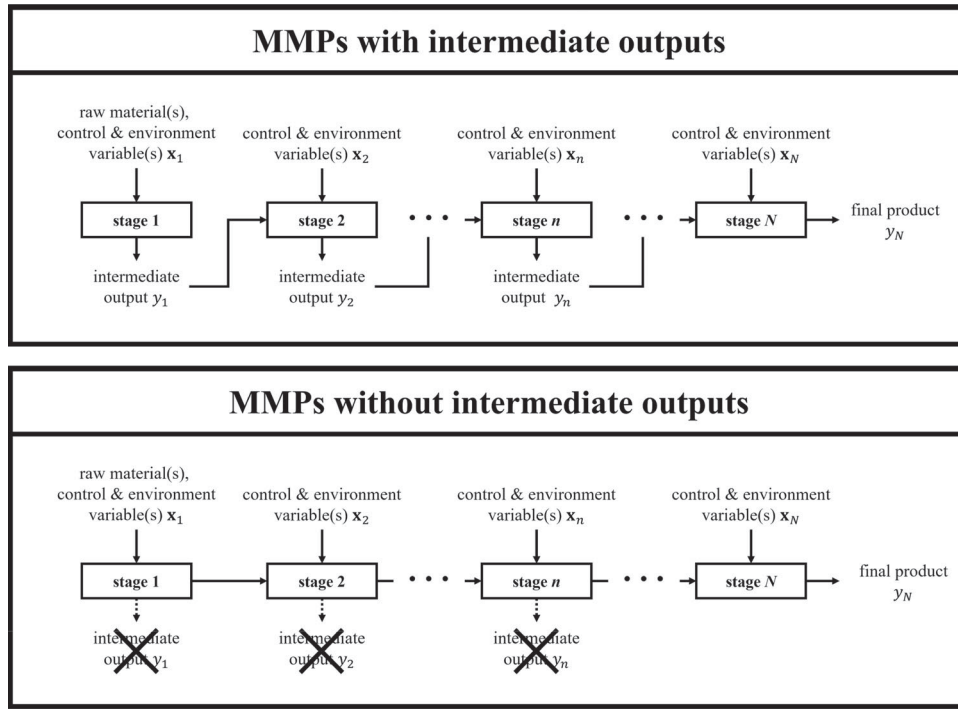 MMPs with intermediate outputs
raw material(s),
control & environment
variable(s) 𝐱₁
control & environment
variable(s) 𝐱₂
control & environment
variable(s) 𝐱ₙ
control & environment
variable(s) 𝐱_N
stage 1
stage 2
• • •
stage n
• • •
stage N
final product
y_N
intermediate
output y₁
intermediate
output y₂
intermediate
output yₙ
MMPs without intermediate outputs
raw material(s),
control & environment
variable(s) 𝐱₁
control & environment
variable(s) 𝐱₂
control & environment
variable(s) 𝐱ₙ
control & environment
variable(s) 𝐱_N
stage 1
stage 2
• • •
stage n
• • •
stage N
final product
y_N
intermediate
output y₁
intermediate
output y₂
intermediate
output yₙ